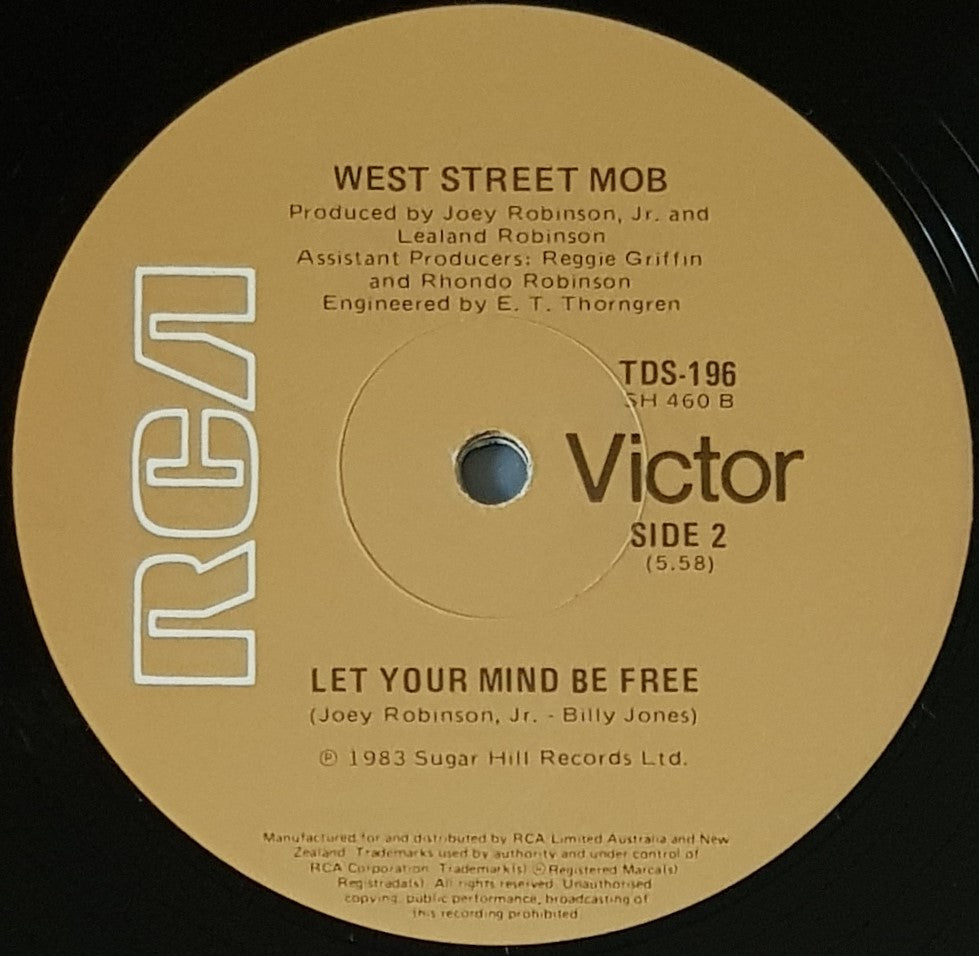 WEST STREET MOB
Produced by Joey Robinson, Jr. and
Lealand Robinson
Assistant Producers: Reggie Griffin
and Rhondo Robinson
Engineered by E. T. Thorngren
RCA
TDS-196
SH 460 B
Victor
SIDE 2
(5.58)
LET YOUR MIND BE FREE
(Joey Robinson, Jr. - Billy Jones)
℗ 1983 Sugar Hill Records Ltd.
Manufactured for and distributed by RCA Limited Australia and New
Zealand. Trademarks used by authority and under control of
RCA Corporation. Trademark(s) ® Registered Marca(s)
Registrada(s). All rights reserved. Unauthorised
copying, public performance, broadcasting of
this recording prohibited